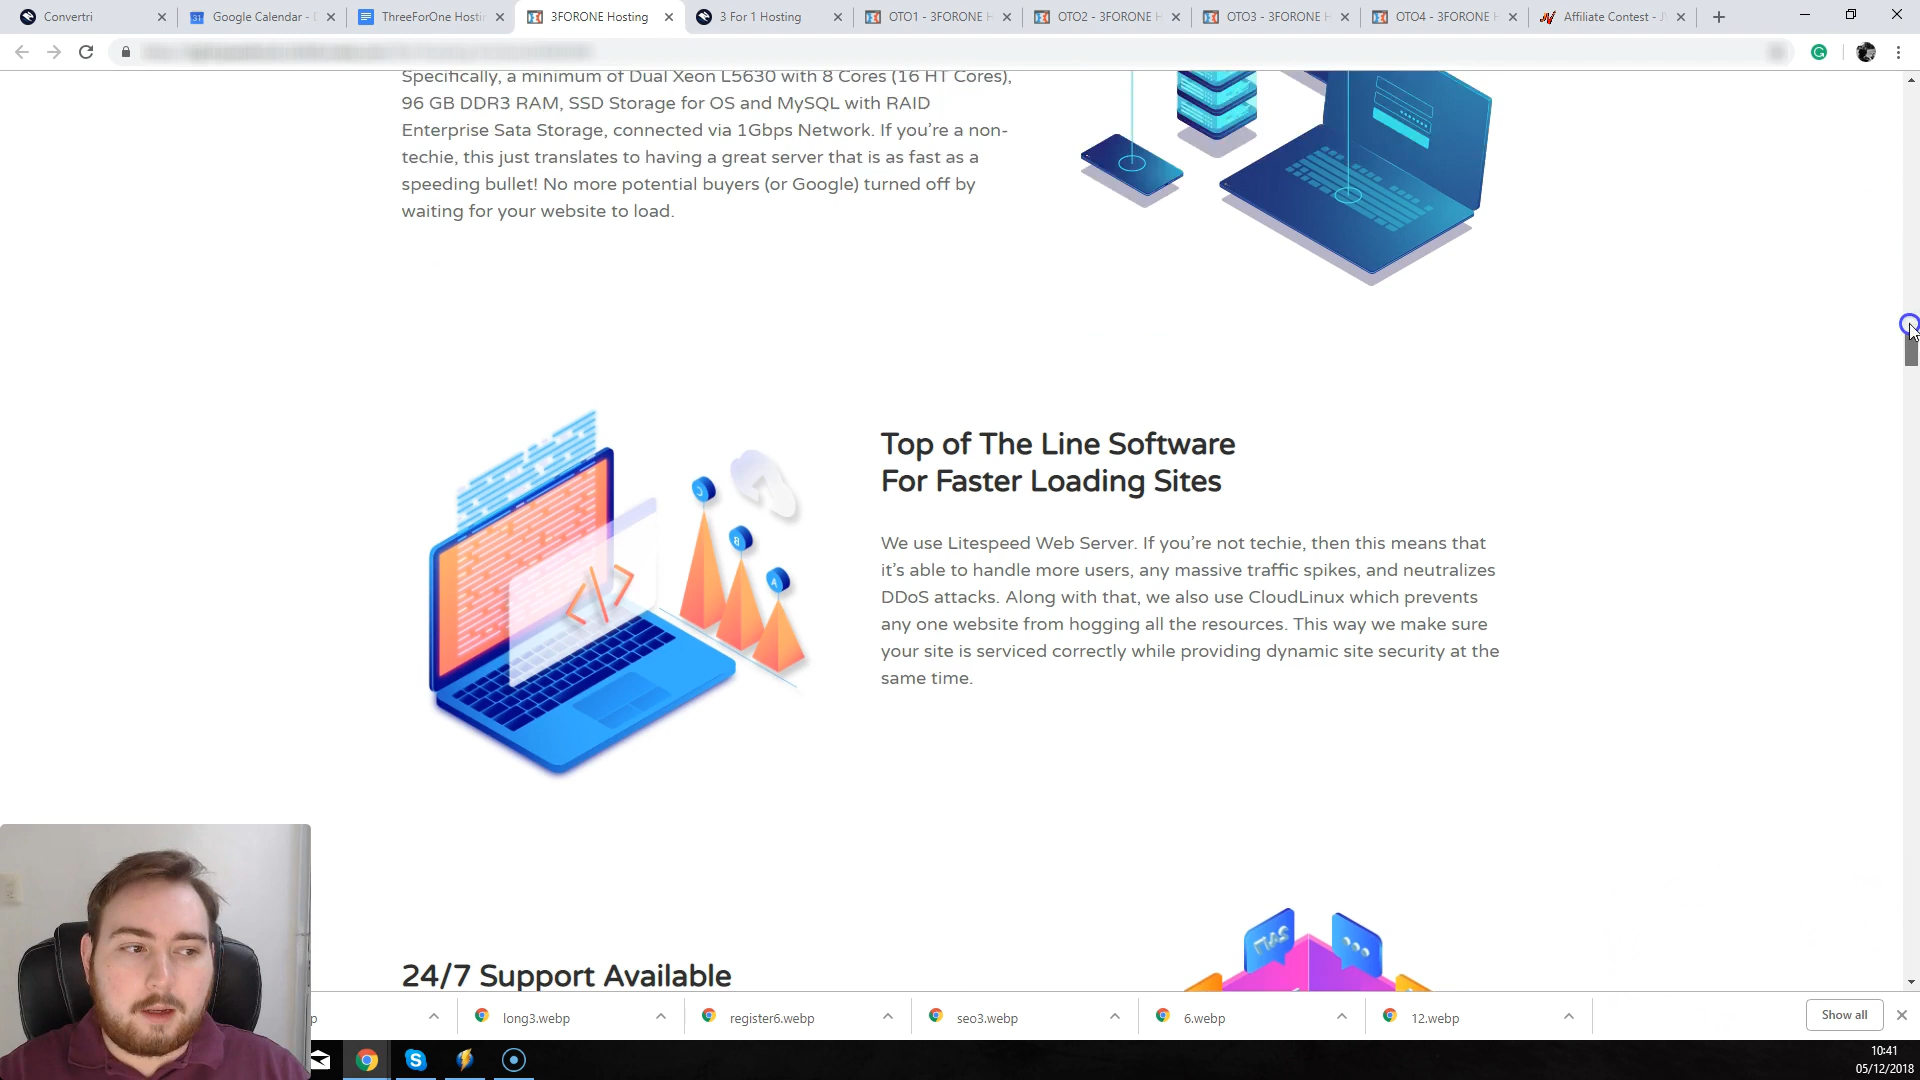 Convertri
Google Calendar - D
ThreeForOne Hosti
3FORONE Hosting
3 For 1 Hosting
OTO1 - 3FORONE H
OTO2 - 3FORONE H
OTO3 - 3FORONE H
OTO4 - 3FORONE H
Affiliate Contest - J
Specifically, a minimum of Dual Xeon L5630 with 8 Cores (16 HT Cores),
96 GB DDR3 RAM, SSD Storage for OS and MySQL with RAID
Enterprise Sata Storage, connected via 1Gbps Network. If you’re a non-
techie, this just translates to having a great server that is as fast as a
speeding bullet! No more potential buyers (or Google) turned off by
waiting for your website to load.
Top of The Line Software
For Faster Loading Sites
We use Litespeed Web Server. If you’re not techie, then this means that
it’s able to handle more users, any massive traffic spikes, and neutralizes
DDoS attacks. Along with that, we also use CloudLinux which prevents
any one website from hogging all the resources. This way we make sure
your site is serviced correctly while providing dynamic site security at the
same time.
C
B
A
24/7 Support Available
p
long3.webp
register6.webp
seo3.webp
6.webp
12.webp
Show all
10:41
05/12/2018